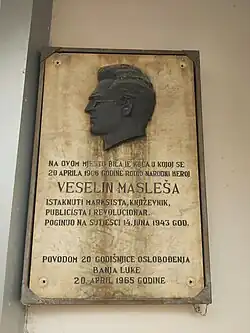 NA OVOM MJESTU BILA JE KUĆA U KOJOJ SE
20 APRILA 1906 GODINE RODIO NARODNI HEROJ
VESELIN MASLEŠA
ISTAKNUTI MARKSISTA, KNJIŽEVNIK,
PUBLICISTA I REVOLUCIONAR.
POGINUO NA SUTJESCI 14. JUNA 1943 GOD.
POVODOM 20 GODIŠNJICE OSLOBOĐENJA
BANJA LUKE
20. APRIL 1965 GODINE